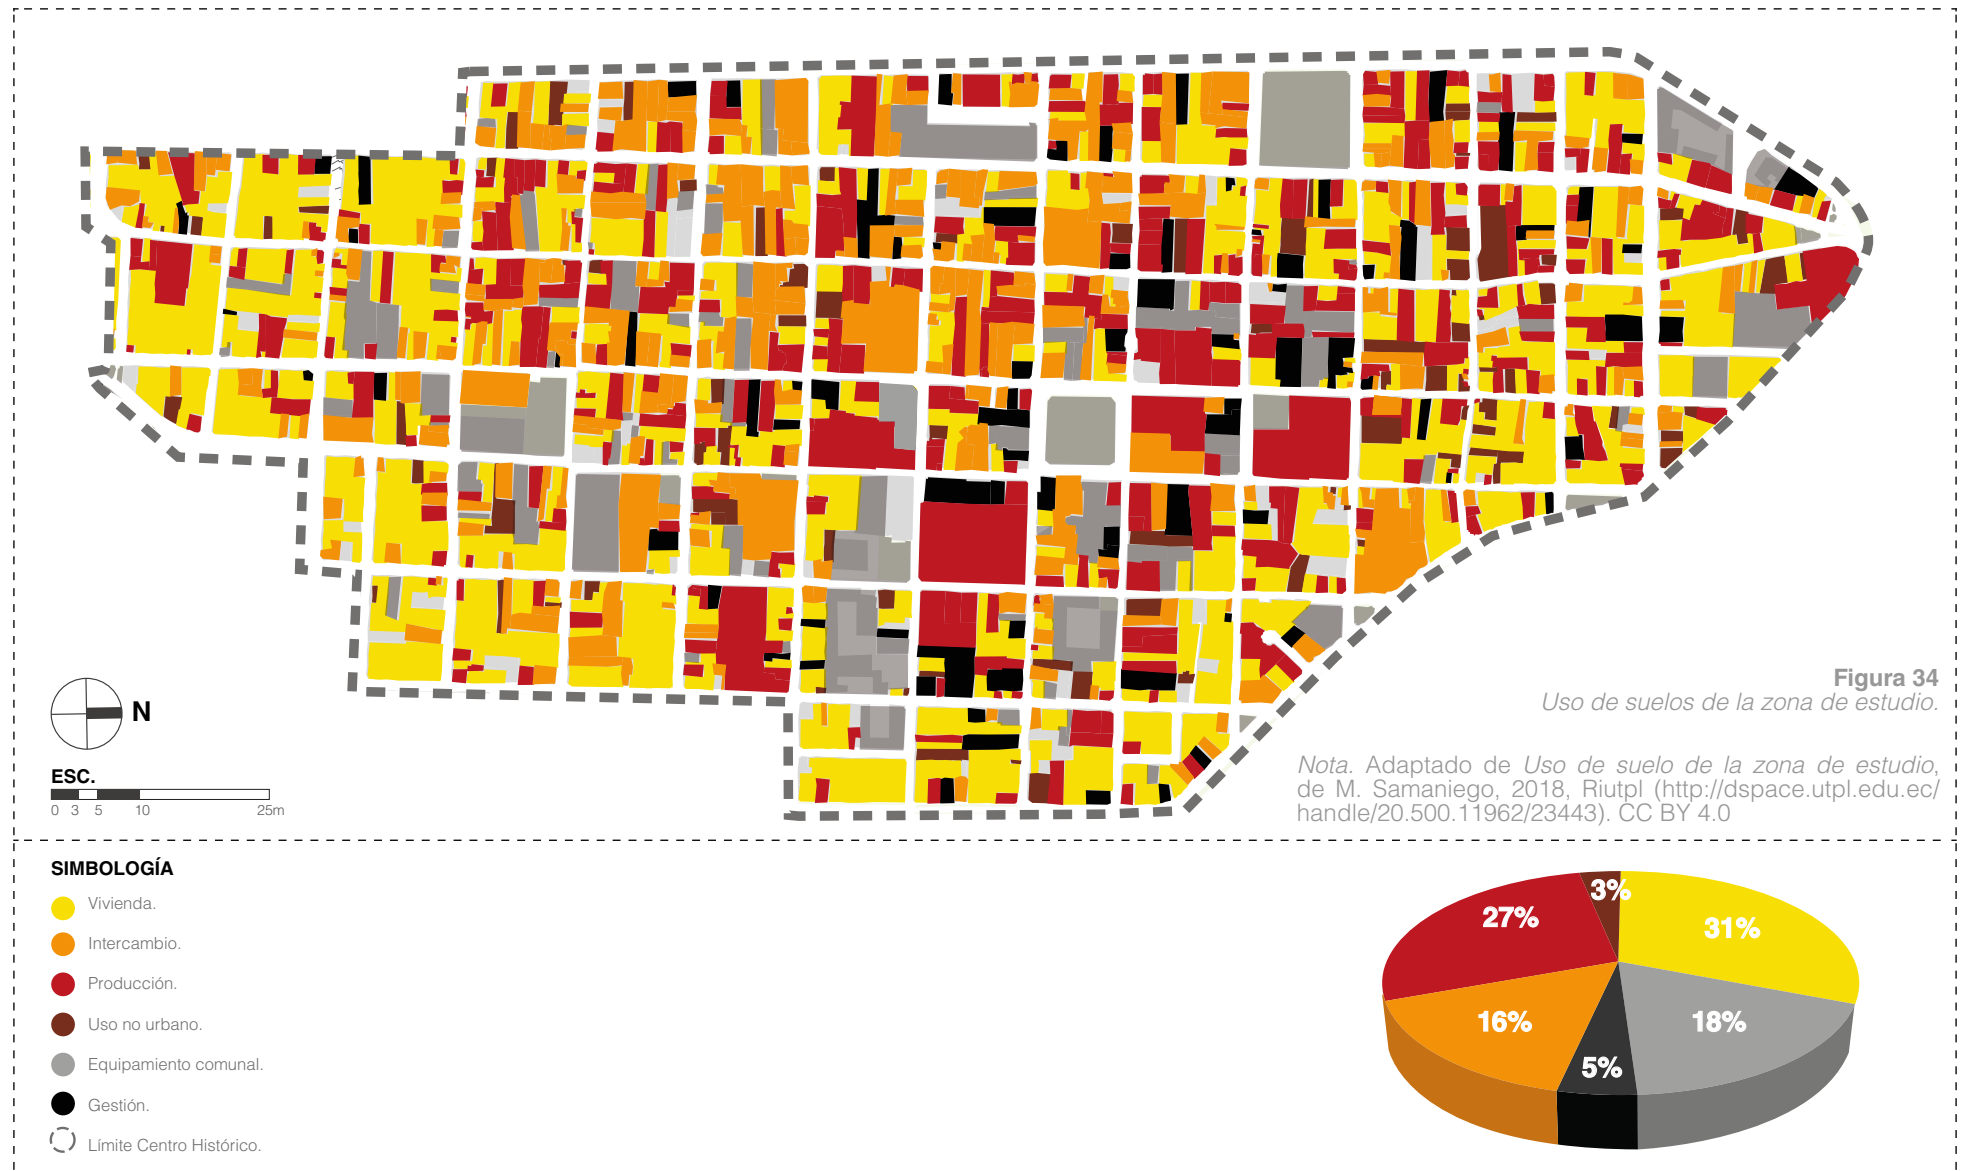 Figura 34
Uso de suelos de la zona de estudio.
N
ESC.
0 3 5 10 25m
Nota. Adaptado de Uso de suelo de la zona de estudio,
de M. Samaniego, 2018, Riutpl (http://dspace.utpl.edu.ec/
handle/20.500.11962/23443). CC BY 4.0
SIMBOLOGÍA
Vivienda.
Intercambio.
Producción.
Uso no urbano.
Equipamiento comunal.
Gestión.
Límite Centro Histórico.
3%
27%
31%
16%
18%
5%